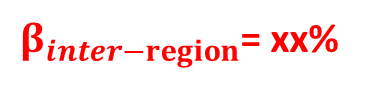 β_inter−region = xx%